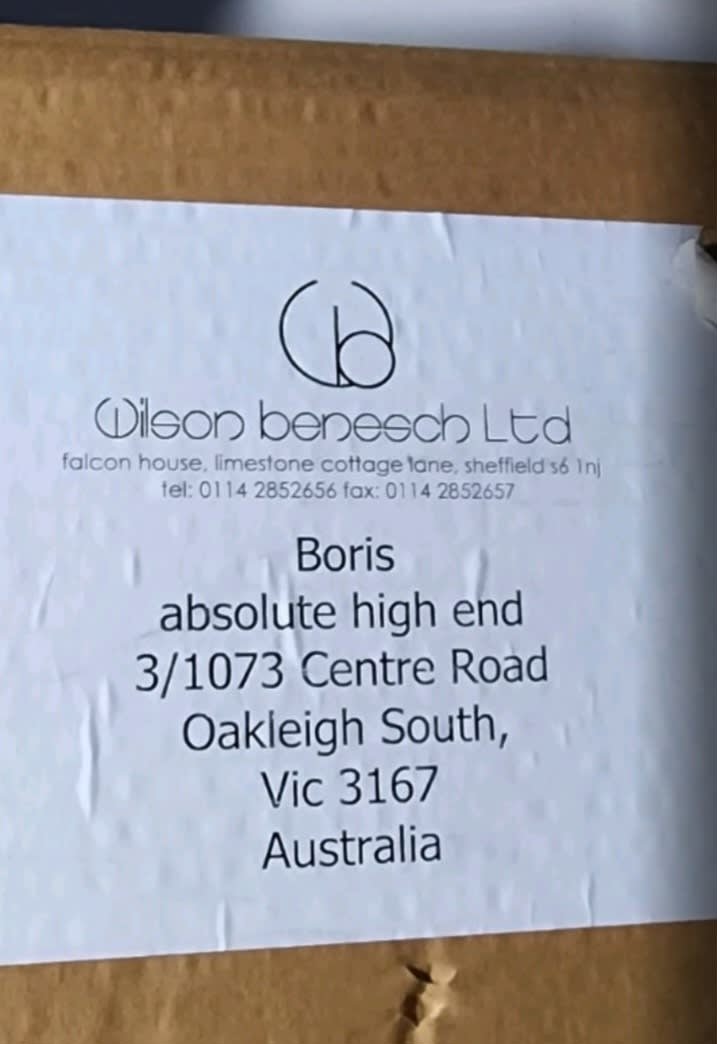 Wilson benesch Ltd
falcon house, limestone cottage lane, sheffield s6 1nj
tel: 0114 2852656 fax: 0114 2852657
Boris
absolute high end
3/1073 Centre Road
Oakleigh South,
Vic 3167
Australia